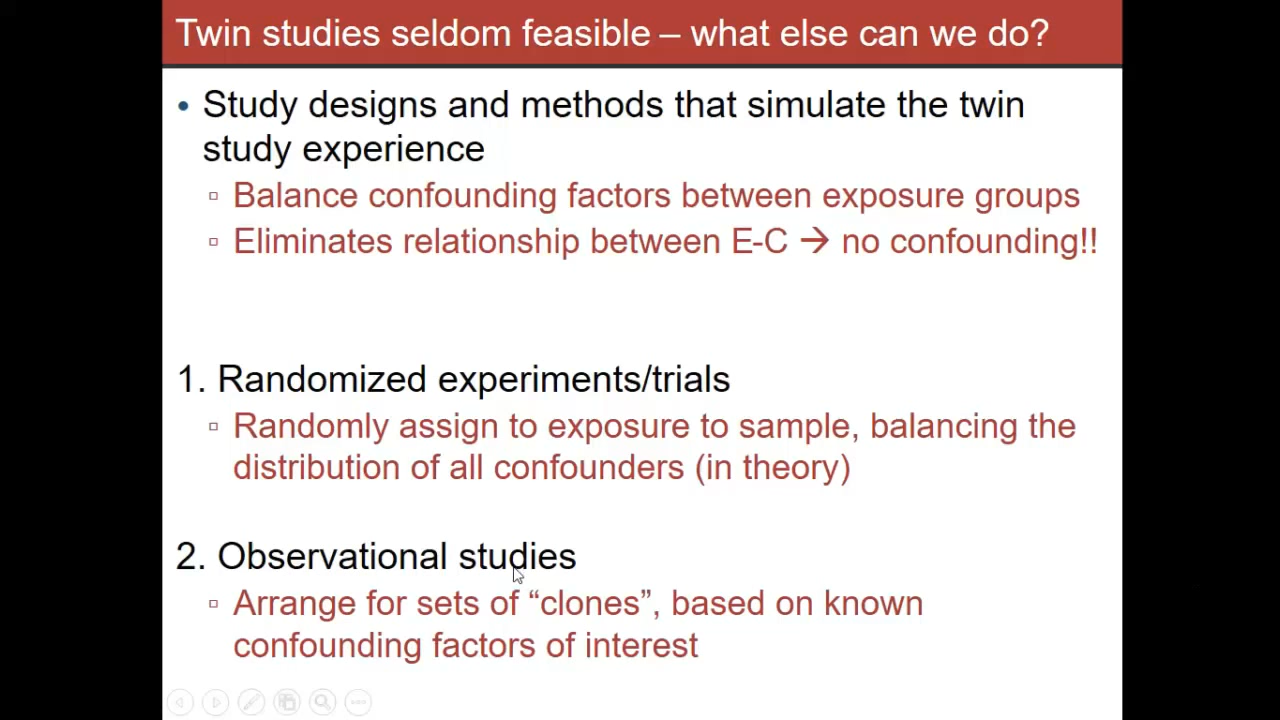 Twin studies seldom feasible – what else can we do?
• Study designs and methods that simulate the twin
study experience
▫ Balance confounding factors between exposure groups
▫ Eliminates relationship between E-C → no confounding!!
1. Randomized experiments/trials
▫ Randomly assign to exposure to sample, balancing the
distribution of all confounders (in theory)
2. Observational studies
▫ Arrange for sets of “clones”, based on known
confounding factors of interest